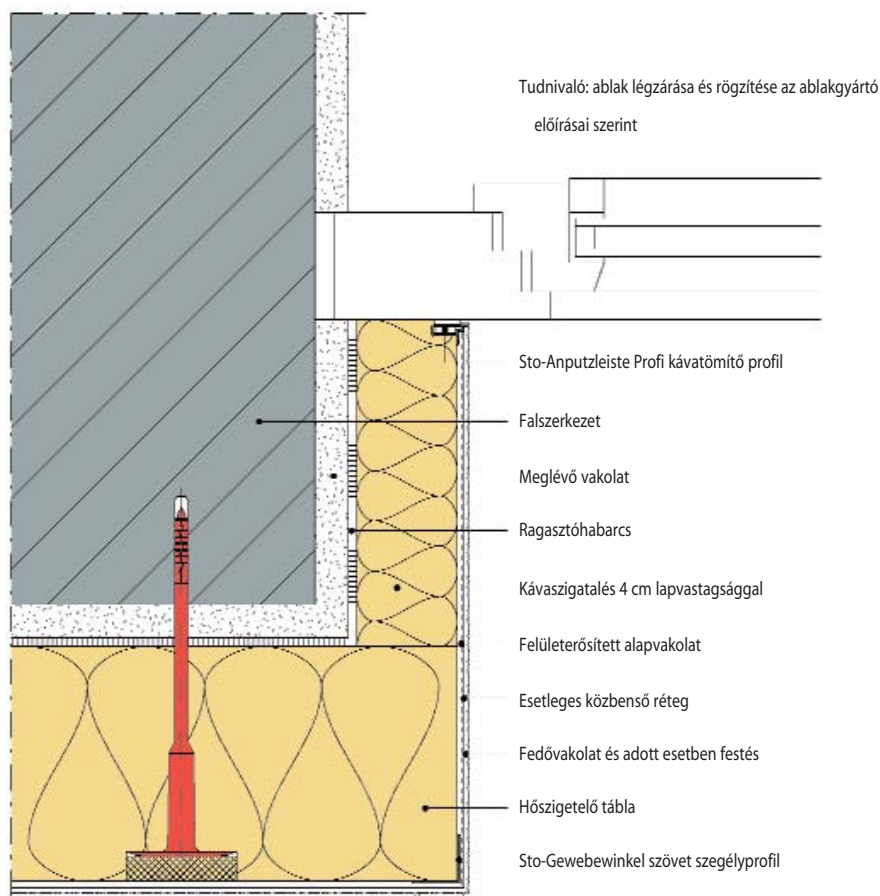 Tudnivaló: ablak légzárása és rögzítése az ablakgyártó
előírásai szerint
Sto-Anputzleiste Profi kávatömítő profil
Falszerkezet
Meglévő vakolat
Ragasztóhabarcs
Kávaszigatalés 4 cm lapvastagsággal
Felületerősített alapvakolat
Esetleges közbenső réteg
Fedővakolat és adott esetben festés
Hőszigetelő tábla
Sto-Gewebewinkel szövet szegélyprofil